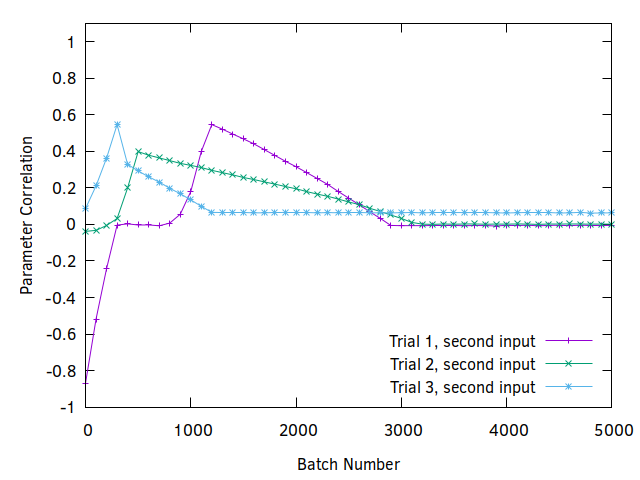 1
0.8
0.6
0.4
0.2
0
-0.2
-0.4
-0.6
-0.8
-1
Parameter Correlation
Trial 1, second input
Trial 2, second input
Trial 3, second input
0 1000 2000 3000 4000 5000
Batch Number